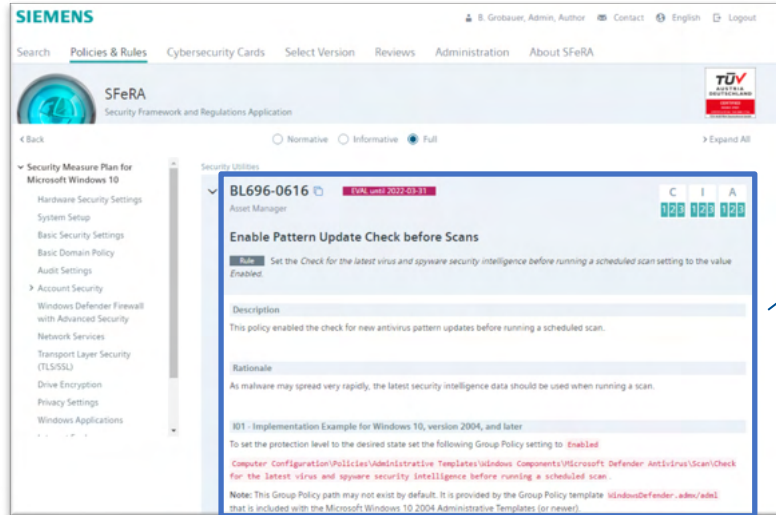 SIEMENS
B. Grobauer, Admin, Author Contact English Logout
Search Policies & Rules Cybersecurity Cards Select Version Reviews Administration About SFeRA
SFeRA
Security Framework and Regulations Application
TÜV
AUSTRIA
DEUTSCHLAND
< Back Normative Informative Full > Expand All
Security Measure Plan for
Microsoft Windows 10
Hardware Security Settings
System Setup
Basic Security Settings
Basic Domain Policy
Audit Settings
> Account Security
Windows Defender Firewall
with Advanced Security
Network Services
Transport Layer Security
(TLS/SSL)
Drive Encryption
Privacy Settings
Windows Applications
Security Utilities
BL696-0616 EVAL until 2022-03-31
C I A
Asset Manager
123 123 123
Enable Pattern Update Check before Scans
Rule Set the Check for the latest virus and spyware security intelligence before running a scheduled scan setting to the value
Enabled.
Description
This policy enabled the check for new antivirus pattern updates before running a scheduled scan.
Rationale
As malware may spread very rapidly, the latest security intelligence data should be used when running a scan.
I01 - Implementation Example for Windows 10, version 2004, and later
To set the protection level to the desired state set the following Group Policy setting to Enabled
Computer Configuration\Policies\Administrative Templates\Windows Components\Microsoft Defender Antivirus\Scan\Check
for the latest virus and spyware security intelligence before running a scheduled scan.
Note: This Group Policy path may not exist by default. It is provided by the Group Policy template WindowsDefender.admx/adml
that is included with the Microsoft Windows 10 2004 Administrative Templates (or newer).